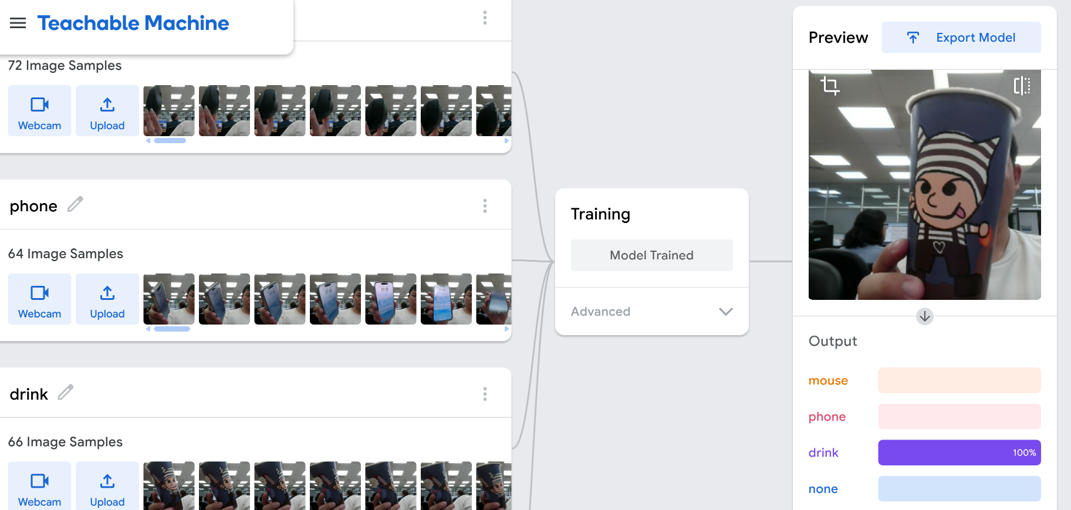 Teachable Machine
72 Image Samples
Webcam
Upload
phone
64 Image Samples
Webcam
Upload
drink
66 Image Samples
Webcam
Upload
Training
Model Trained
Advanced
Preview
Export Model
Output
mouse
phone
drink
100%
none